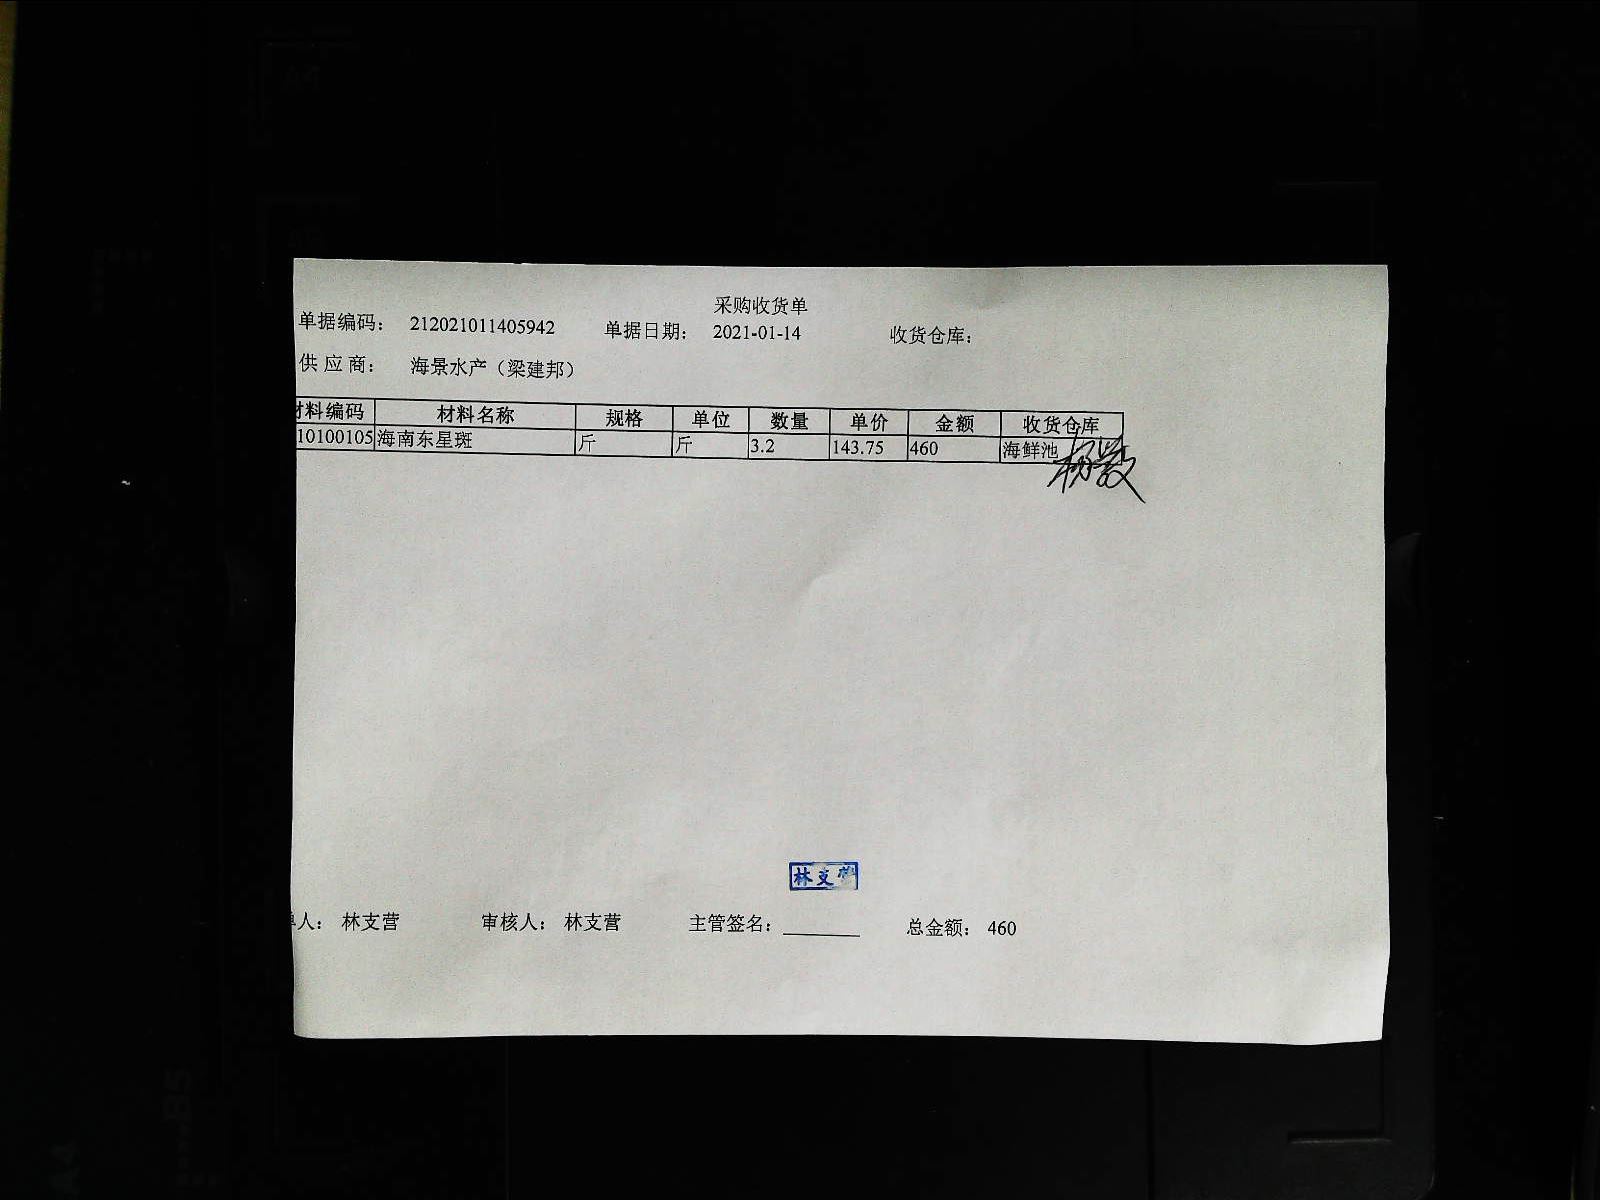 采购收货单
单据编码： 212021011405942 单据日期： 2021-01-14 收货仓库：
供 应 商： 海景水产（梁建邦）
材料编码 材料名称 规格 单位 数量 单价 金额 收货仓库
10100105 海南东星斑 斤 斤 3.2 143.75 460 海鲜池
林支营
单人： 林支营 审核人： 林支营 主管签名： 总金额： 460